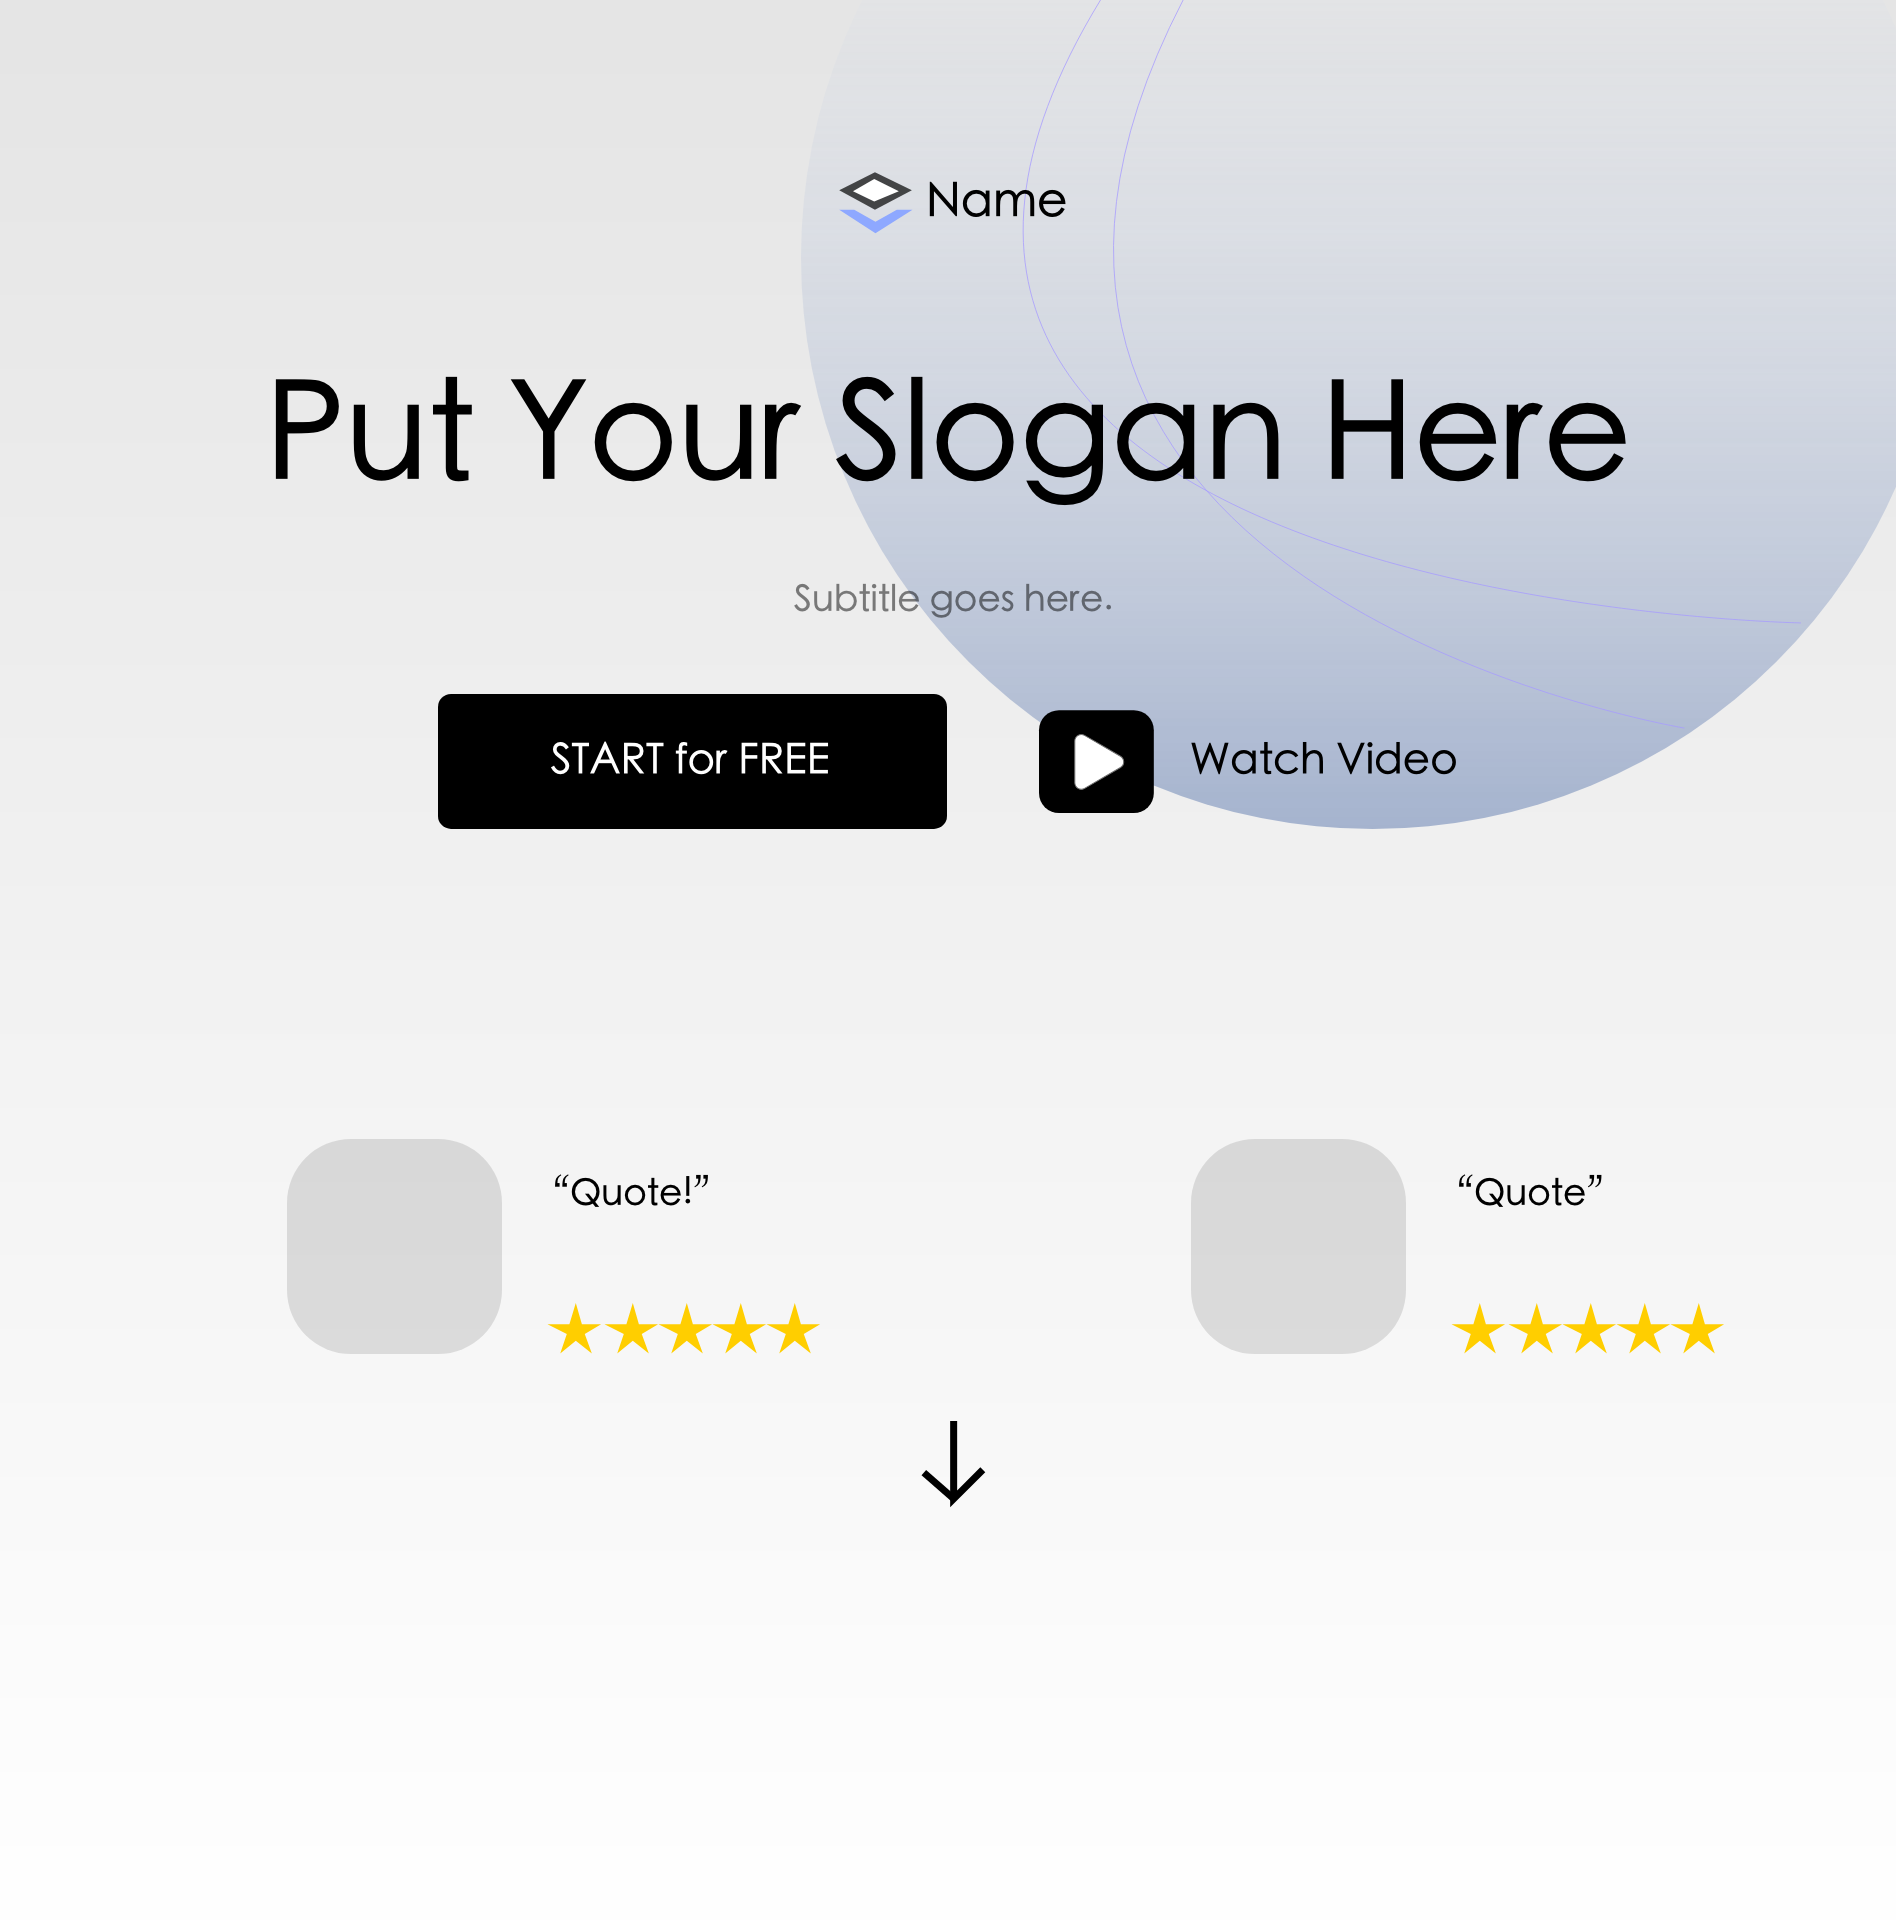 Name
Put Your Slogan Here
Subtitle goes here.
START for FREE
Watch Video
“Quote!”
“Quote”